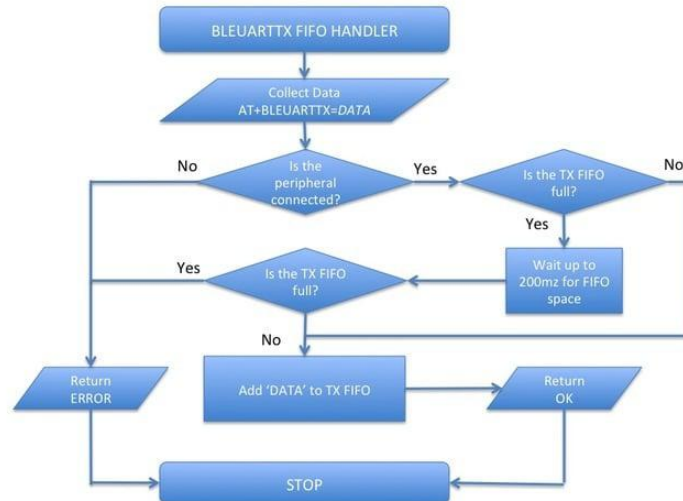 BLEUARTTX FIFO HANDLER
Collect Data
AT+BLEUARTTX=DATA
No
Is the
peripheral
connected?
Yes
Is the TX FIFO
full?
No
Yes
Wait up to
200mz for FIFO
space
Is the TX FIFO
full?
Yes
No
Add 'DATA' to TX FIFO
Return
OK
Return
ERROR
STOP